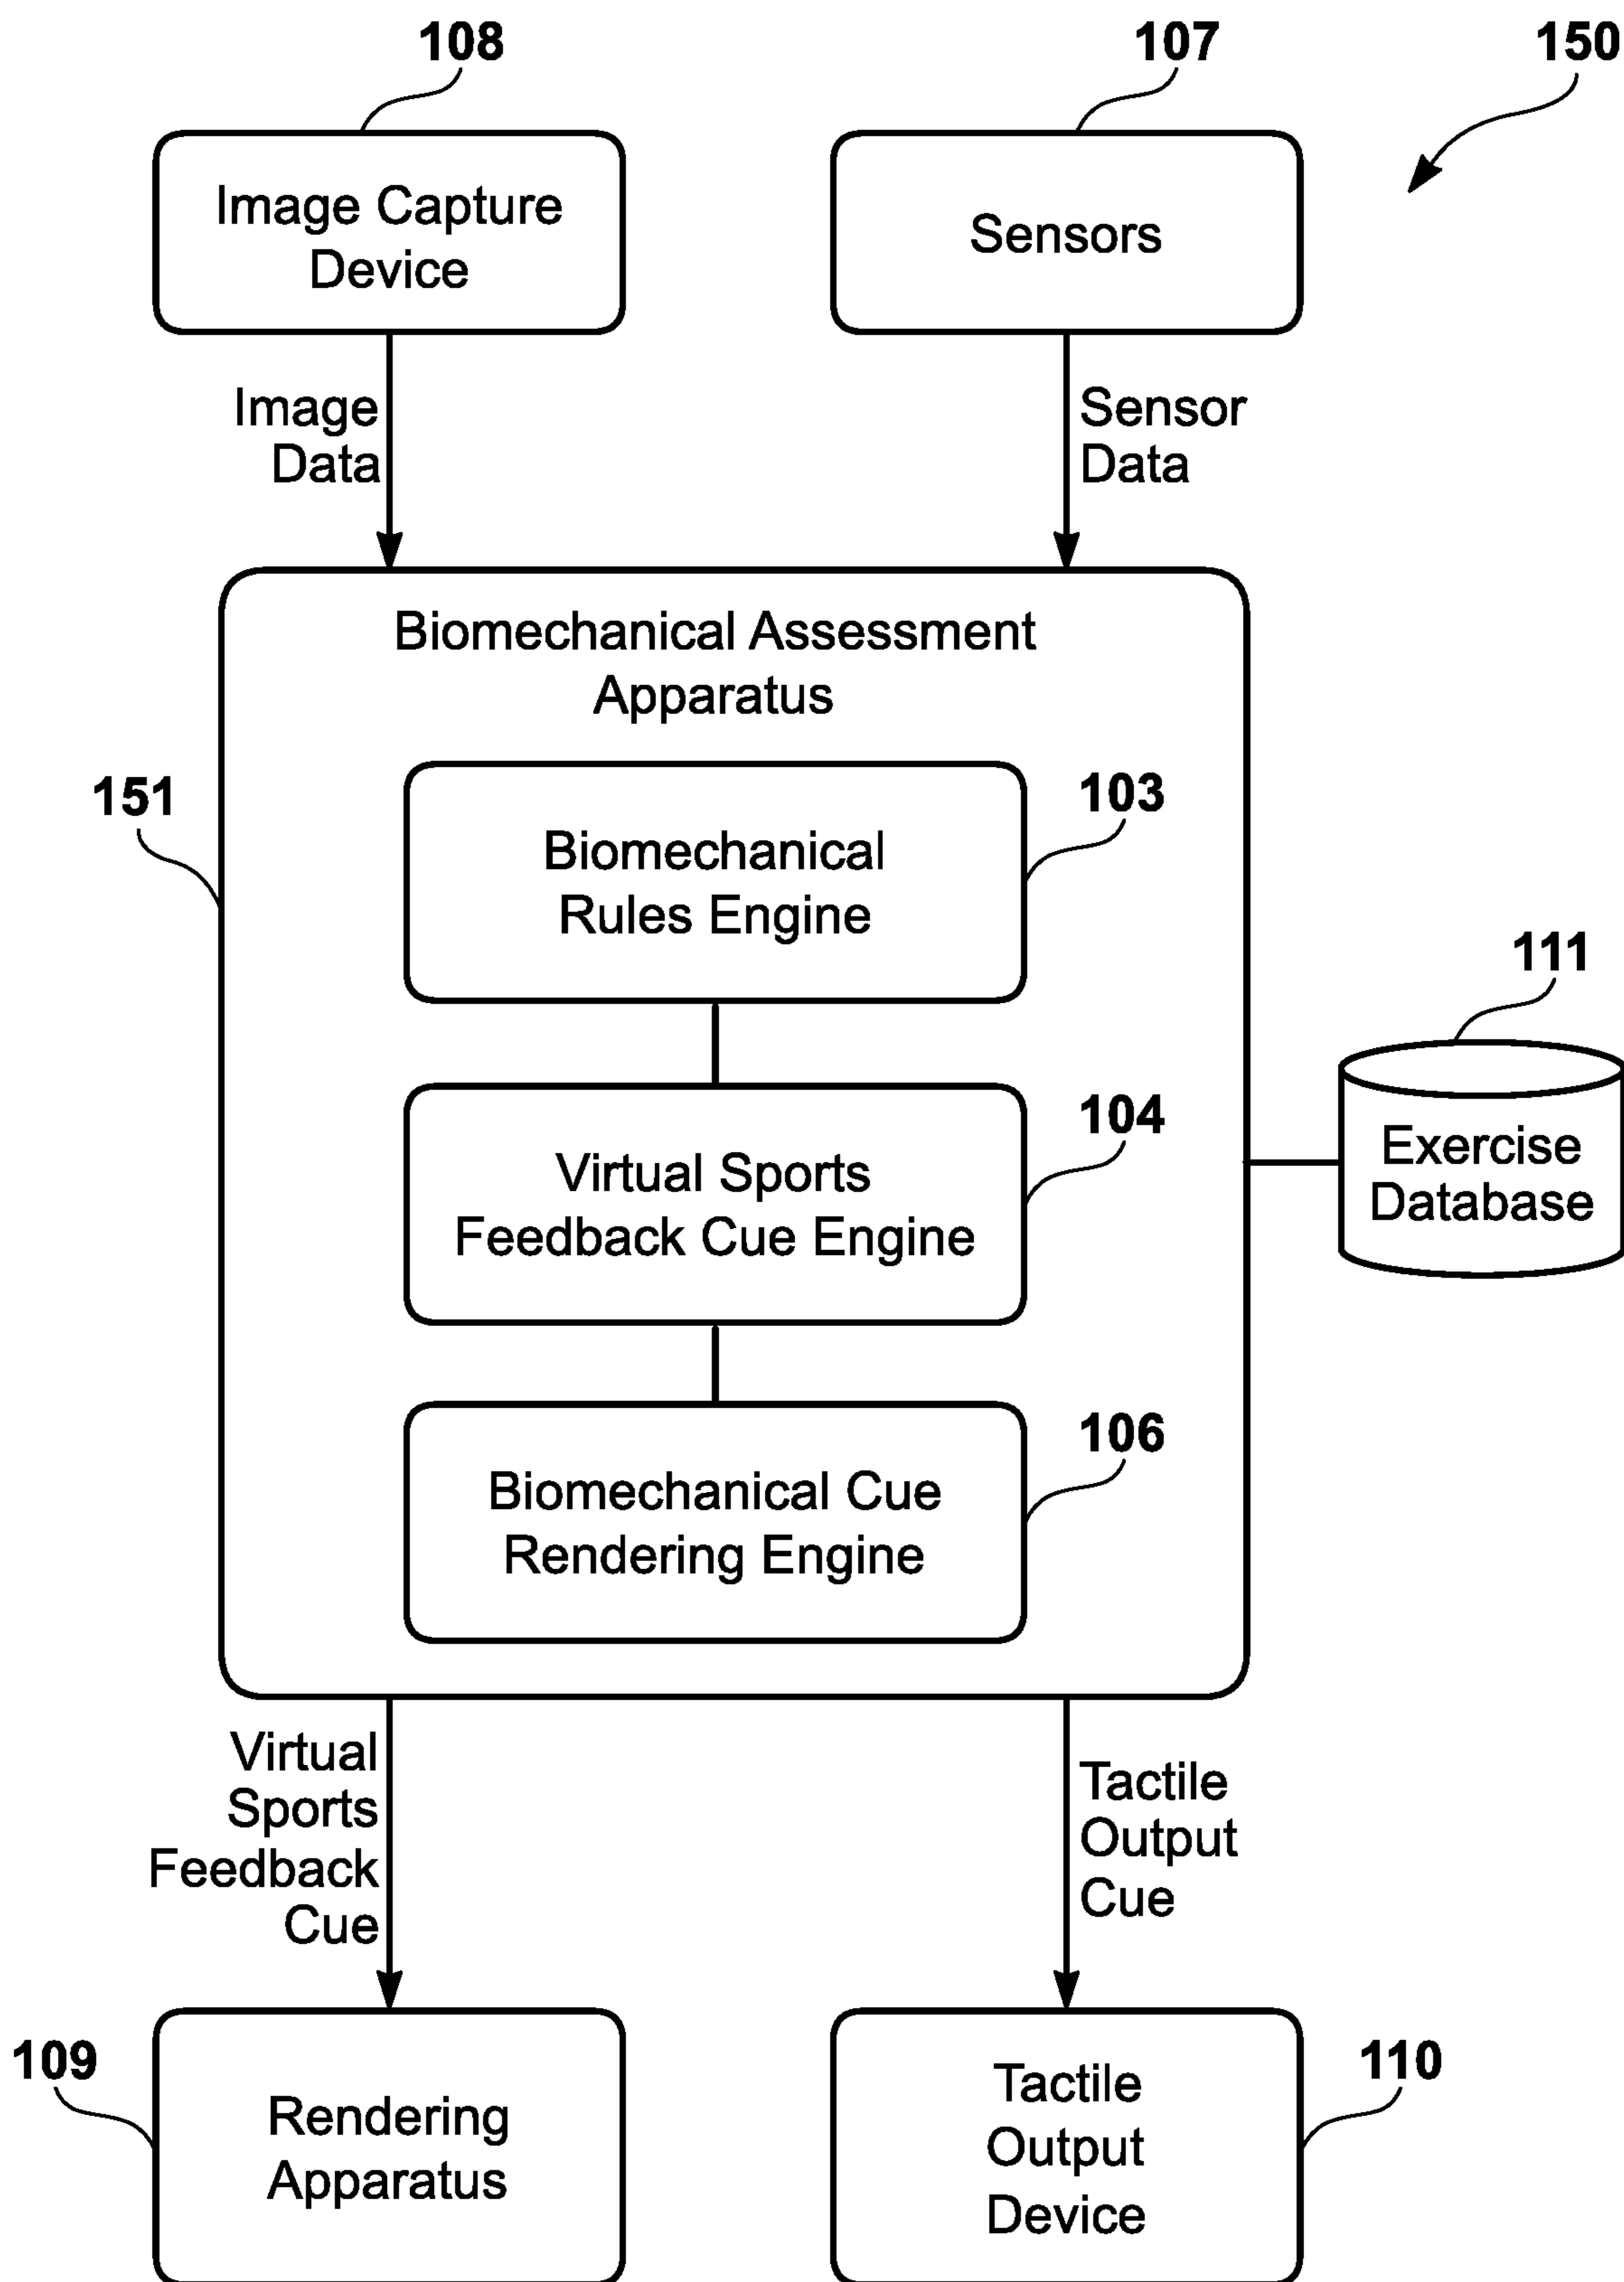 108
107
150
Image Capture
Device
Sensors
Image
Data
Sensor
Data
Biomechanical Assessment
Apparatus
151
103
Biomechanical
Rules Engine
111
104
Virtual Sports
Feedback Cue Engine
Exercise
Database
106
Biomechanical Cue
Rendering Engine
Virtual
Sports
Feedback
Cue
Tactile
Output
Cue
109
110
Rendering
Apparatus
Tactile
Output
Device